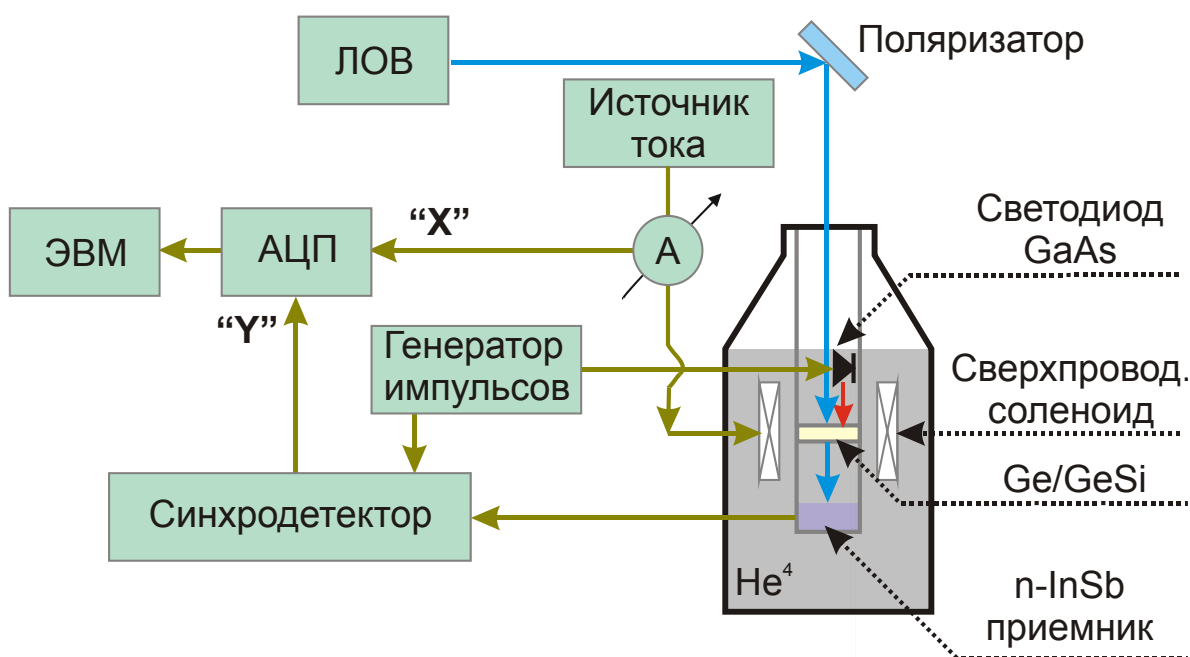 ЛОВ
Поляризатор
Источник
тока
“X”
Светодиод
GaAs
ЭВМ
АЦП
A
“Y”
Генератор
импульсов
Сверхпровод.
соленоид
Ge/GeSi
Синхродетектор
He⁴
n-InSb
приемник